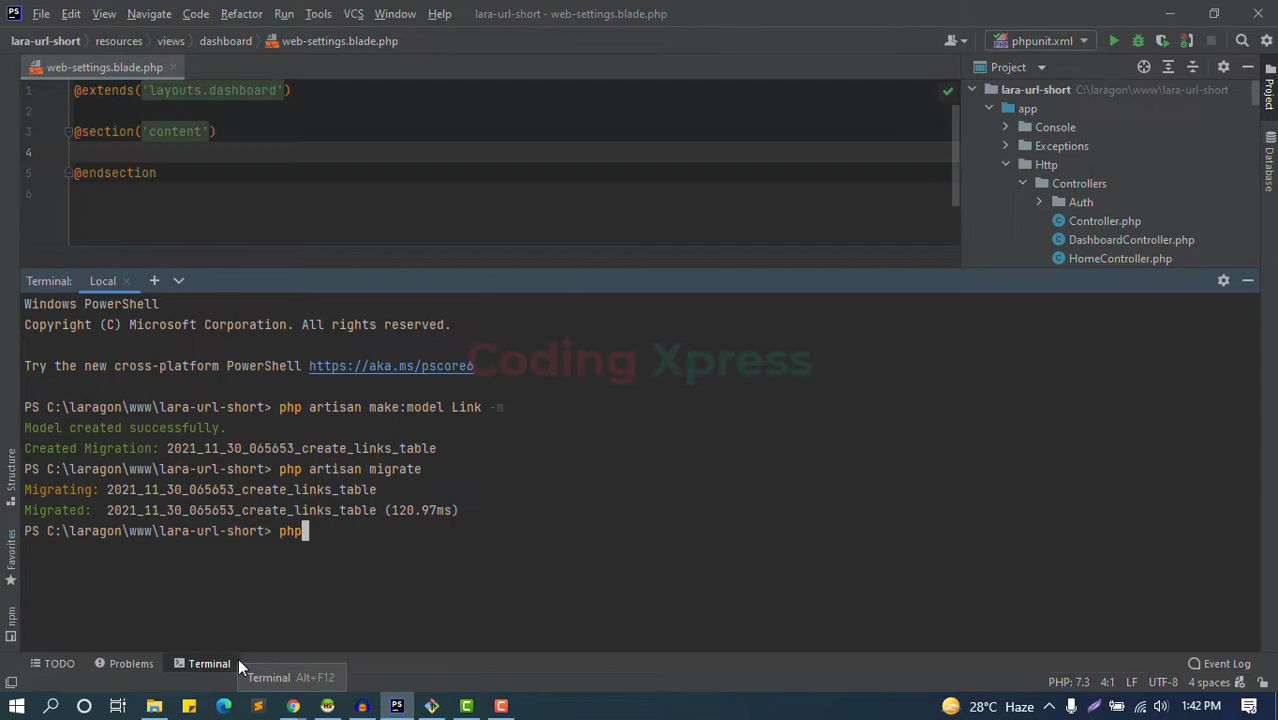 PS File Edit View Navigate Code Refactor Run Tools VCS Window Help lara-url-short - web-settings.blade.php
lara-url-short resources views dashboard web-settings.blade.php phpunit.xml
web-settings.blade.php
Project
1 @extends('layouts.dashboard')
2
3 @section('content')
4
5 @endsection
6
lara-url-short C:\laragon\www\lara-url-short
app
Console
Exceptions
Http
Controllers
Auth
Controller.php
DashboardController.php
HomeController.php
Project
Database
Terminal: Local
Windows PowerShell
Copyright (C) Microsoft Corporation. All rights reserved.
Try the new cross-platform PowerShell https://aka.ms/pscore6
Coding Xpress
PS C:\laragon\www\lara-url-short> php artisan make:model Link -m
Model created successfully.
Created Migration: 2021_11_30_065653_create_links_table
PS C:\laragon\www\lara-url-short> php artisan migrate
Migrating: 2021_11_30_065653_create_links_table
Migrated: 2021_11_30_065653_create_links_table (120.97ms)
PS C:\laragon\www\lara-url-short> php
Structure
Favorites
npm
TODO Problems Terminal Event Log
Terminal Alt+F12
PHP: 7.3 4:1 LF UTF-8 4 spaces
HS PS C C 28°C Haze 1:42 PM